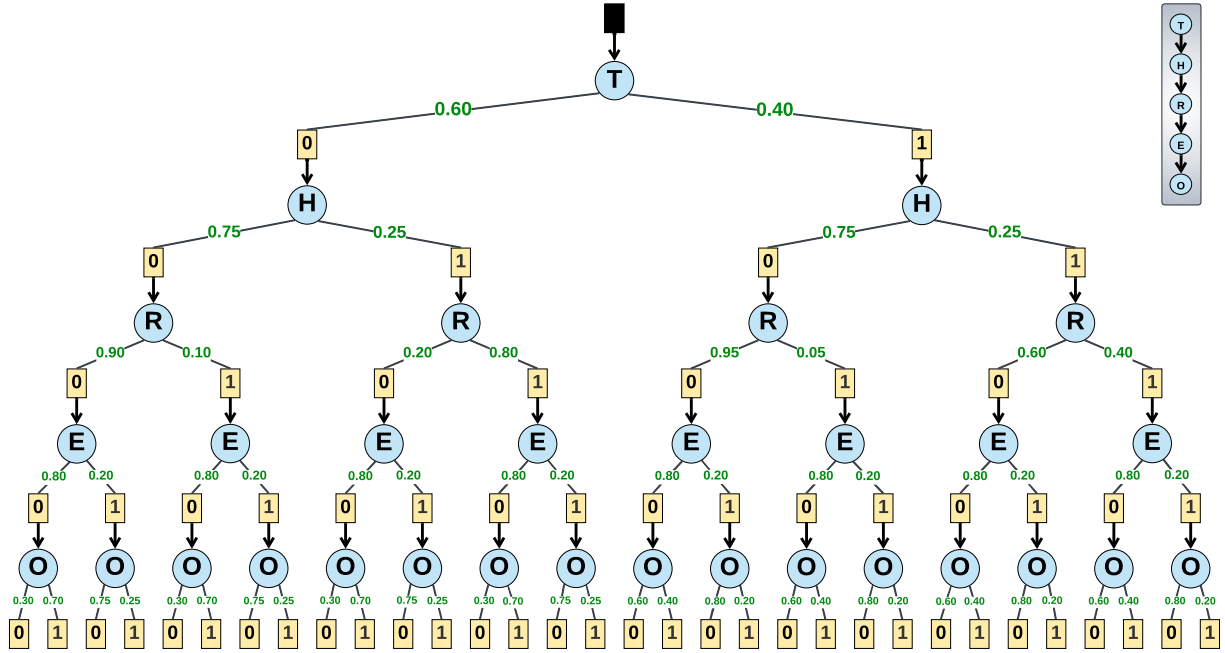 T
T
H
R
E
O
0.60 0.40
0 1
H H
0.75 0.25 0.75 0.25
0 1 0 1
R R R R
0.90 0.10 0.20 0.80 0.95 0.05 0.60 0.40
0 1 0 1 0 1 0 1
E E E E E E E E
0.80 0.20 0.80 0.20 0.80 0.20 0.80 0.20 0.80 0.20 0.80 0.20 0.80 0.20 0.80 0.20
0 1 0 1 0 1 0 1 0 1 0 1 0 1 0 1
O O O O O O O O O O O O O O O O
0.30 0.70 0.75 0.25 0.30 0.70 0.75 0.25 0.30 0.70 0.75 0.25 0.30 0.70 0.75 0.25 0.60 0.40 0.80 0.20 0.60 0.40 0.80 0.20 0.60 0.40 0.80 0.20 0.60 0.40 0.80 0.20
0 1 0 1 0 1 0 1 0 1 0 1 0 1 0 1 0 1 0 1 0 1 0 1 0 1 0 1 0 1 0 1